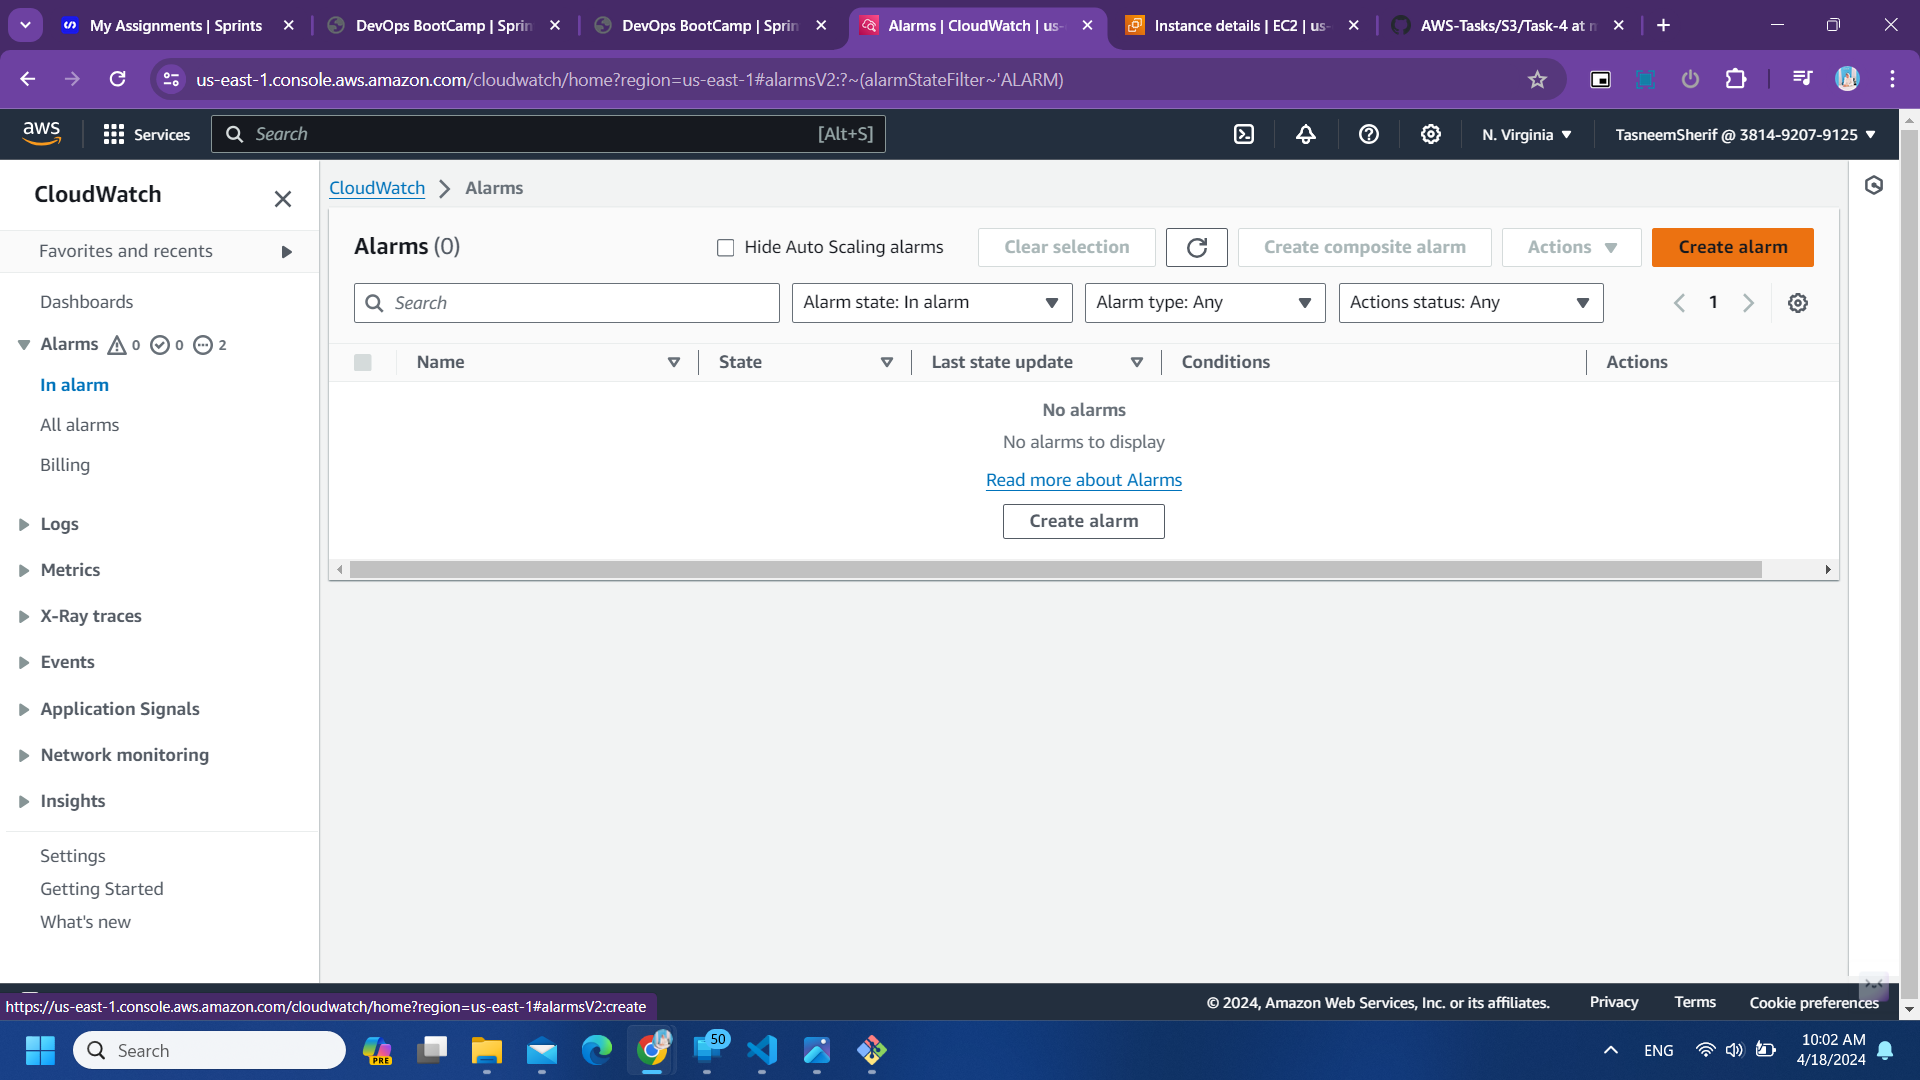 My Assignments | Sprints
DevOps BootCamp | Sprin
DevOps BootCamp | Sprin
Alarms | CloudWatch | us-
Instance details | EC2 | us-
AWS-Tasks/S3/Task-4 at m
us-east-1.console.aws.amazon.com/cloudwatch/home?region=us-east-1#alarmsV2:?~(alarmStateFilter~'ALARM)
aws
Services
Search
[Alt+S]
N. Virginia
TasneemSherif @ 3814-9207-9125
CloudWatch
Favorites and recents
Dashboards
Alarms 0 0 2
In alarm
All alarms
Billing
Logs
Metrics
X-Ray traces
Events
Application Signals
Network monitoring
Insights
Settings
Getting Started
What's new
CloudWatch > Alarms
Alarms (0)
Hide Auto Scaling alarms
Clear selection
Create composite alarm
Actions
Create alarm
Search
Alarm state: In alarm
Alarm type: Any
Actions status: Any
1
Name
State
Last state update
Conditions
Actions
No alarms
No alarms to display
Read more about Alarms
Create alarm
https://us-east-1.console.aws.amazon.com/cloudwatch/home?region=us-east-1#alarmsV2:create
© 2024, Amazon Web Services, Inc. or its affiliates.
Privacy
Terms
Cookie preferences
Search
PRE
50
ENG
10:02 AM
4/18/2024